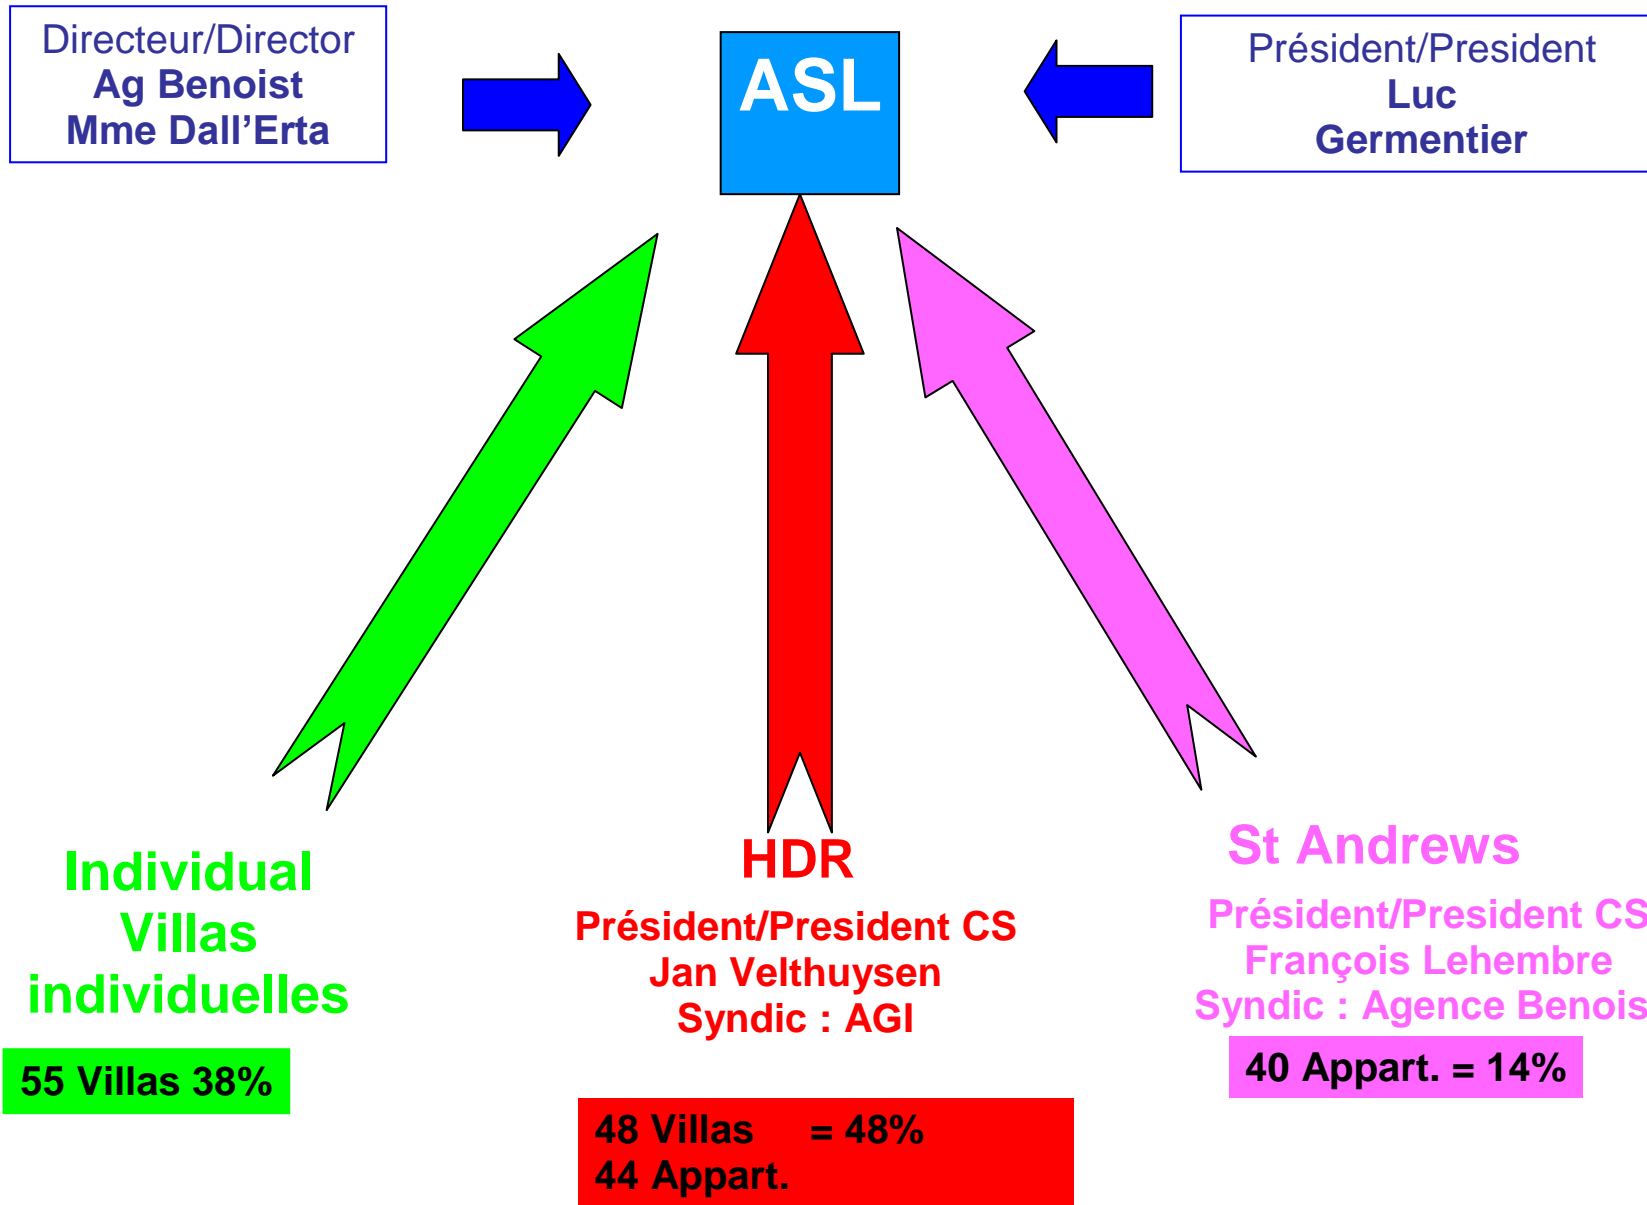 Directeur/Director
Ag Benoist
Mme Dall'Erta
ASL
Président/President
Luc
Germentier
Individual
Villas
individuelles
55 Villas 38%
HDR
Président/President CS
Jan Velthuysen
Syndic : AGI
48 Villas = 48%
44 Appart.
St Andrews
Président/President CS
François Lehembre
Syndic : Agence Benois
40 Appart. = 14%